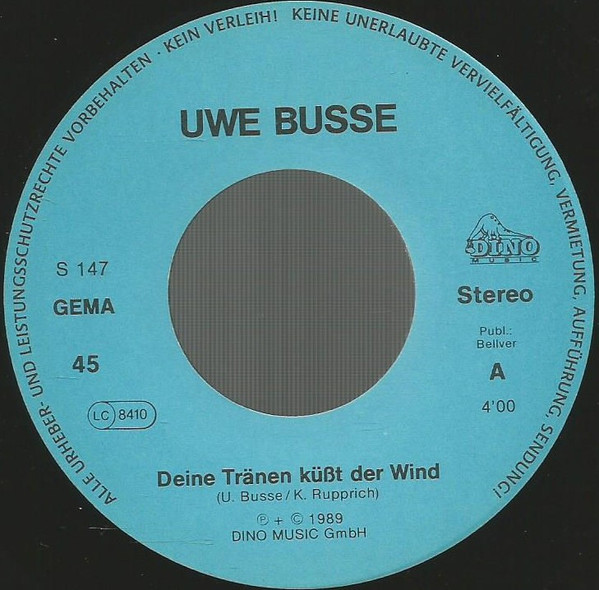 ALLE URHEBER- UND LEISTUNGSSCHUTZRECHTE VORBEHALTEN · KEIN VERLEIH! KEINE UNERLAUBTE VERVIELFÄLTIGUNG, VERMIETUNG, AUFFÜHRUNG, SENDUNG!
UWE BUSSE
DINO
MUSIC
S 147
GEMA
45
LC 8410
Stereo
Publ.:
Bellver
A
4'00
Deine Tränen küßt der Wind
(U. Busse/K. Rupprich)
℗ + © 1989
DINO MUSIC GmbH